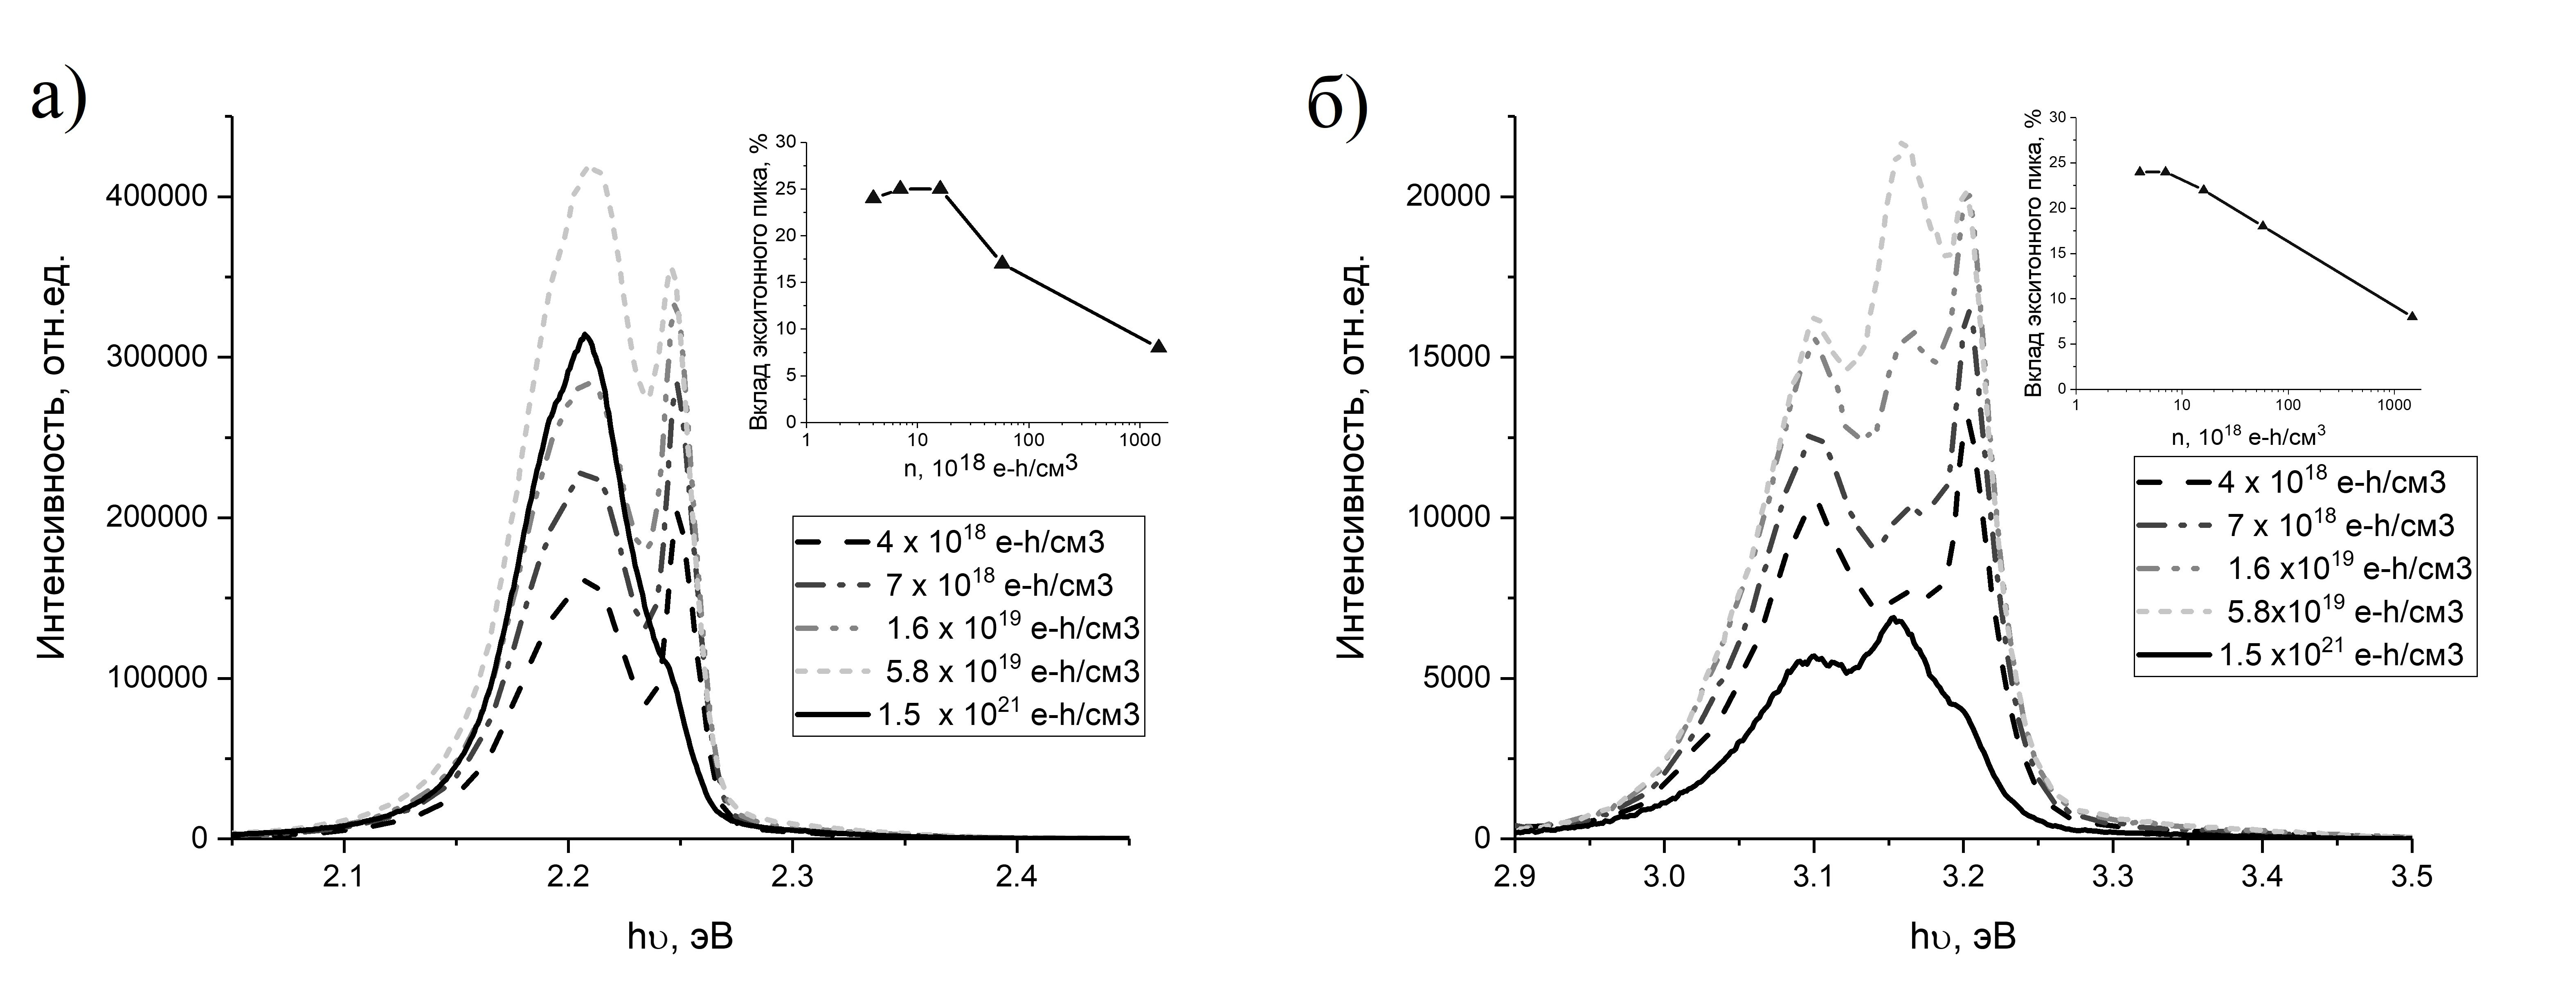 а)
Интенсивность, отн.ед.
400000
300000
200000
100000
0
2.1
2.2
2.3
2.4
hυ, эВ
Вклад экситонного пика, %
30
25
20
15
10
5
0
1
10
100
1000
n, 10¹⁸ e-h/см³
4 x 10¹⁸ e-h/см3
7 x 10¹⁸ e-h/см3
1.6 x 10¹⁹ e-h/см3
5.8 x 10¹⁹ e-h/см3
1.5 x 10²¹ e-h/см3
б)
Интенсивность, отн.ед.
20000
15000
10000
5000
0
2.9
3.0
3.1
3.2
3.3
3.4
3.5
hυ, эВ
Вклад экситонного пика, %
30
25
20
15
10
5
0
1
10
100
1000
n, 10¹⁸ e-h/см³
4 x 10¹⁸ e-h/см3
7 x 10¹⁸ e-h/см3
1.6 x10¹⁹ e-h/см3
5.8x10¹⁹ e-h/см3
1.5 x10²¹ e-h/см3